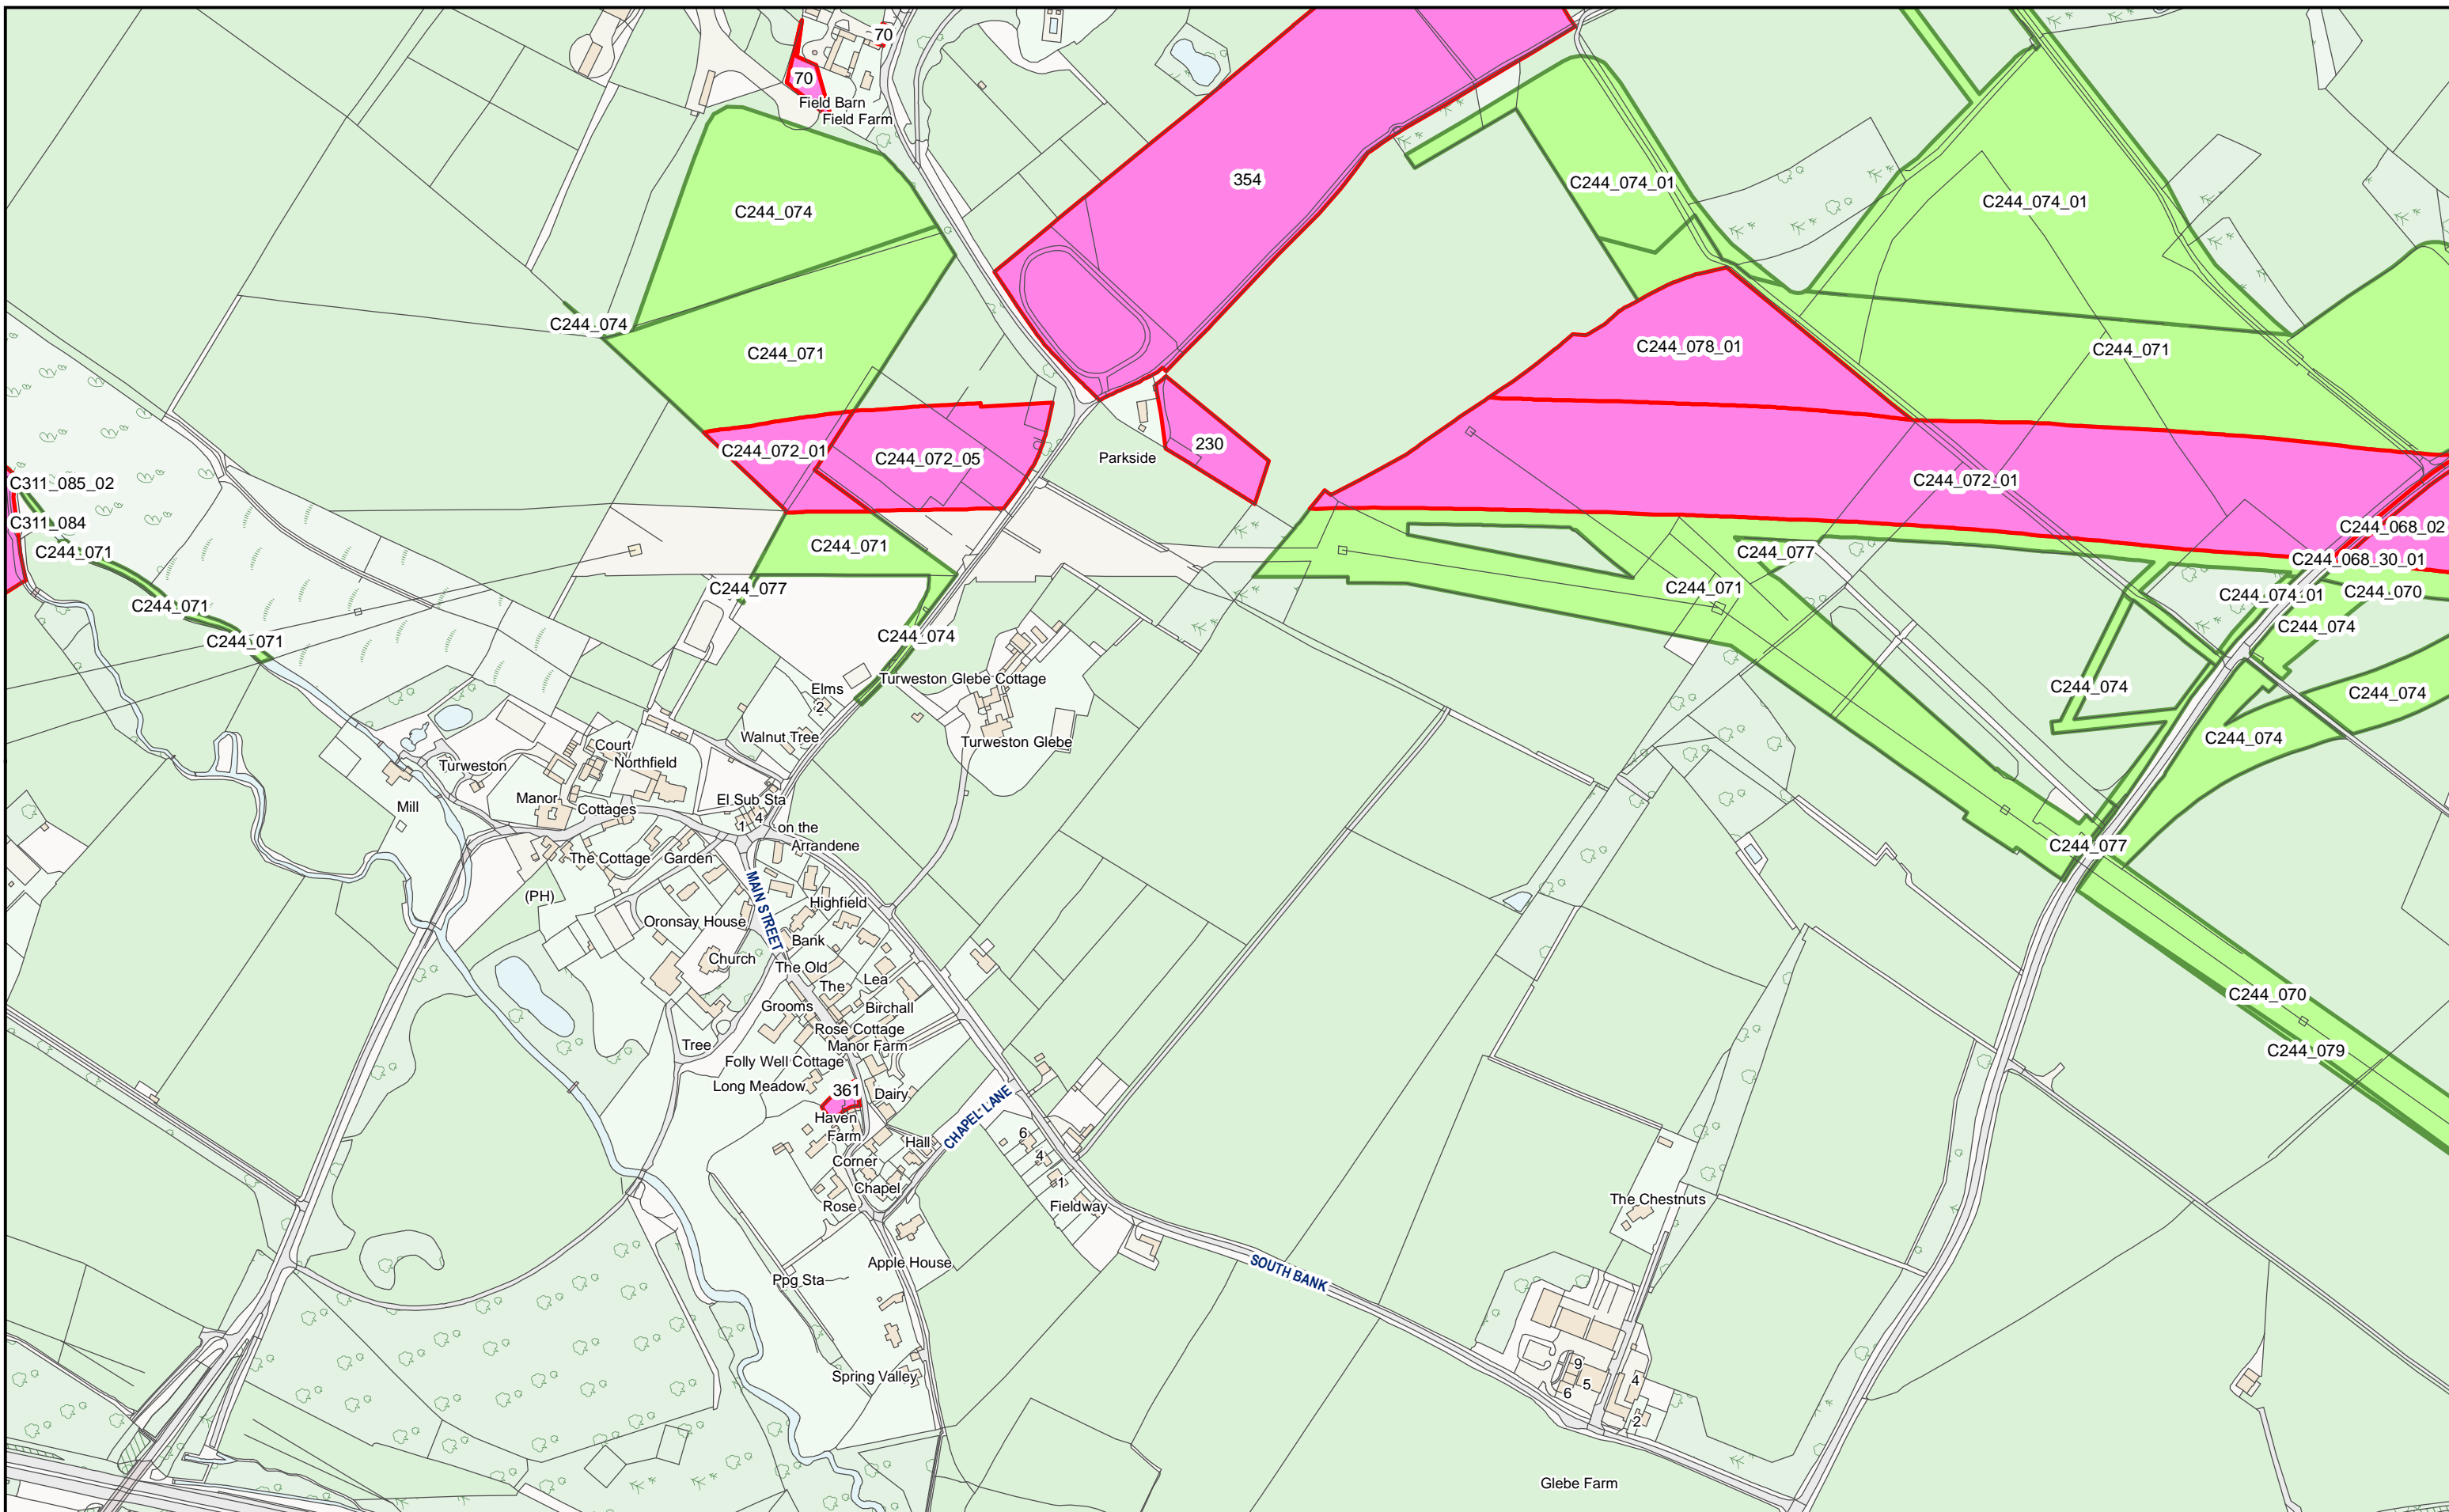 70
70
Field Barn
Field Farm
354
C244_074_01
C244_074_01
C244_074
C244_074
C244_071
C244_078_01
C244_071
C244_072_01
C244_072_05
230
Parkside
C244_072_01
C311_085_02
C311_084
C244_071
C244_068_02
C244_071
C244_077
C244_068_30_01
C244_077
C244_071
C244_074_01
C244_070
C244_071
C244_074
C244_074
C244_071
Turweston Glebe Cottage
Elms
2
C244_074
C244_074
Walnut Tree
Turweston Glebe
C244_074
Court
Northfield
Turweston
Manor
Cottages
Mill
El Sub Sta
1
4
on the
Arrandene
The Cottage
Garden
C244_077
MAIN STREET
(PH)
Highfield
Oronsay House
Bank
Church
The Old
The
Lea
C244_070
Grooms
Birchall
Rose Cottage
Tree
Manor Farm
C244_079
Folly Well Cottage
Long Meadow
361
Dairy
Haven
Farm
CHAPEL LANE
Hall
6
4
Corner
1
Chapel
Rose
Fieldway
The Chestnuts
Apple House
SOUTH BANK
Ppg Sta
Spring Valley
9
5
6
4
2
Glebe Farm